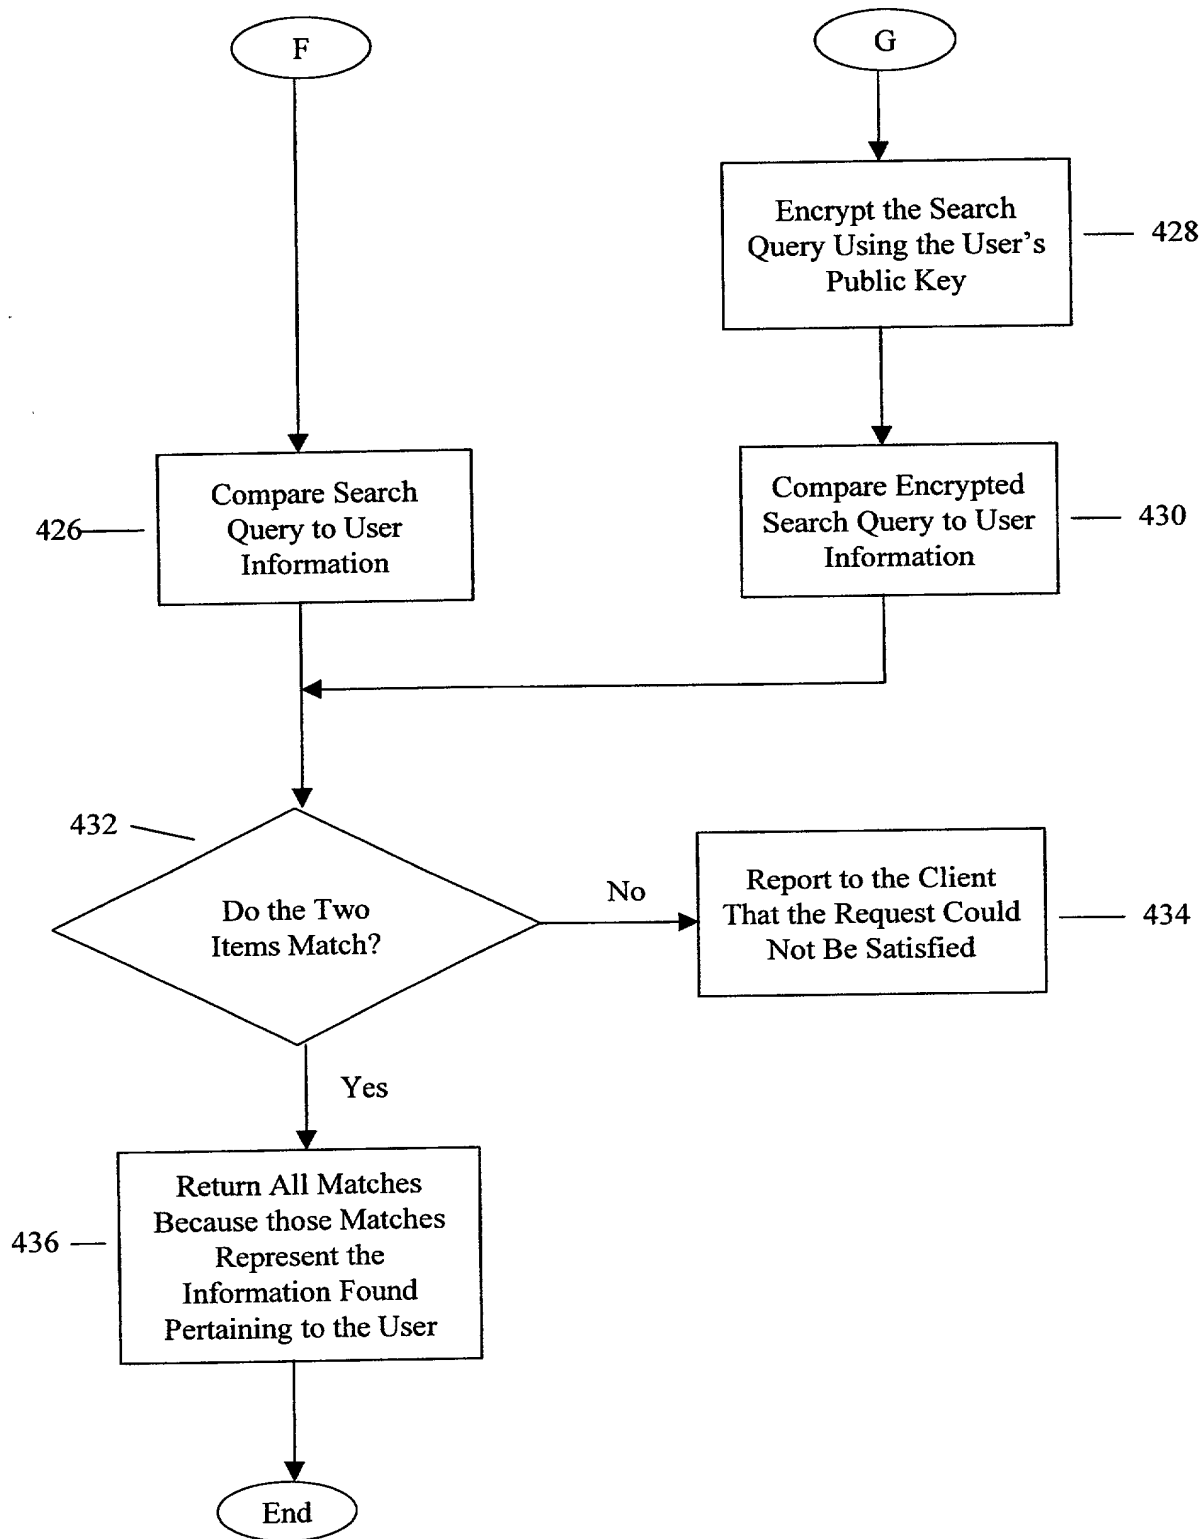 F
G
Encrypt the Search
Query Using the User's
Public Key
428
Compare Search
Query to User
Information
426
Compare Encrypted
Search Query to User
Information
430
432
Do the Two
Items Match?
No
Report to the Client
That the Request Could
Not Be Satisfied
434
Yes
Return All Matches
Because those Matches
Represent the
Information Found
Pertaining to the User
436
End